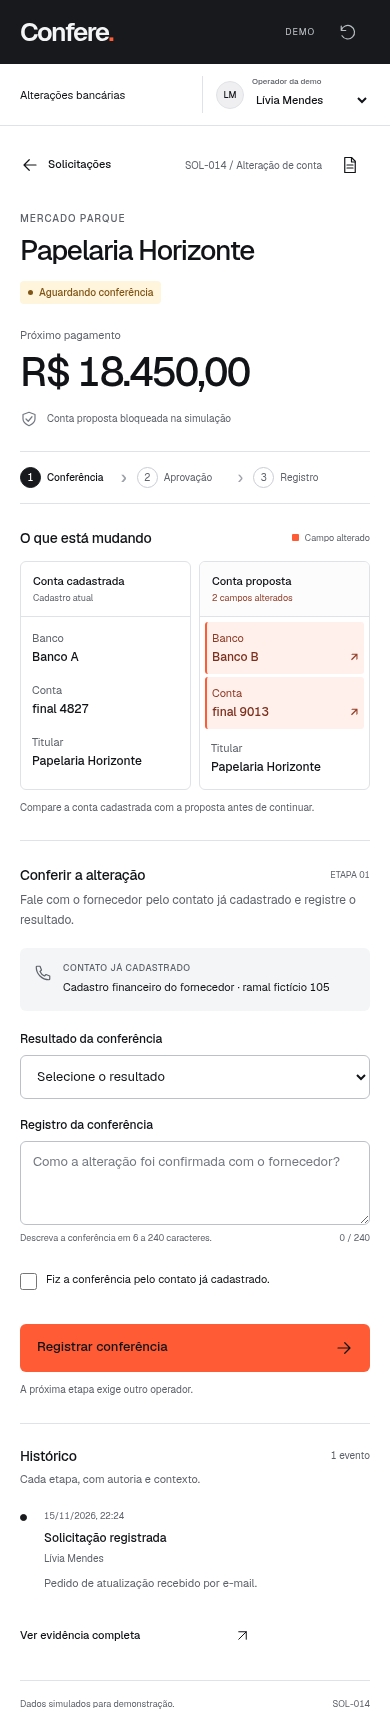 Confere.
DEMO
Alterações bancárias
LM
Operador da demo
Lívia Mendes
Solicitações
SOL-014 / Alteração de conta
MERCADO PARQUE
Papelaria Horizonte
Aguardando conferência
Próximo pagamento
R$ 18.450,00
Conta proposta bloqueada na simulação
1 Conferência
2 Aprovação
3 Registro
O que está mudando
Campo alterado
Conta cadastrada
Cadastro atual
Banco
Banco A
Conta
final 4827
Titular
Papelaria Horizonte
Conta proposta
2 campos alterados
Banco
Banco B
Conta
final 9013
Titular
Papelaria Horizonte
Compare a conta cadastrada com a proposta antes de continuar.
Conferir a alteração
ETAPA 01
Fale com o fornecedor pelo contato já cadastrado e registre o
resultado.
CONTATO JÁ CADASTRADO
Cadastro financeiro do fornecedor · ramal fictício 105
Resultado da conferência
Selecione o resultado
Registro da conferência
Como a alteração foi confirmada com o fornecedor?
Descreva a conferência em 6 a 240 caracteres.
0 / 240
Fiz a conferência pelo contato já cadastrado.
Registrar conferência
A próxima etapa exige outro operador.
Histórico
1 evento
Cada etapa, com autoria e contexto.
15/11/2026, 22:24
Solicitação registrada
Lívia Mendes
Pedido de atualização recebido por e-mail.
Ver evidência completa
Dados simulados para demonstração.
SOL-014